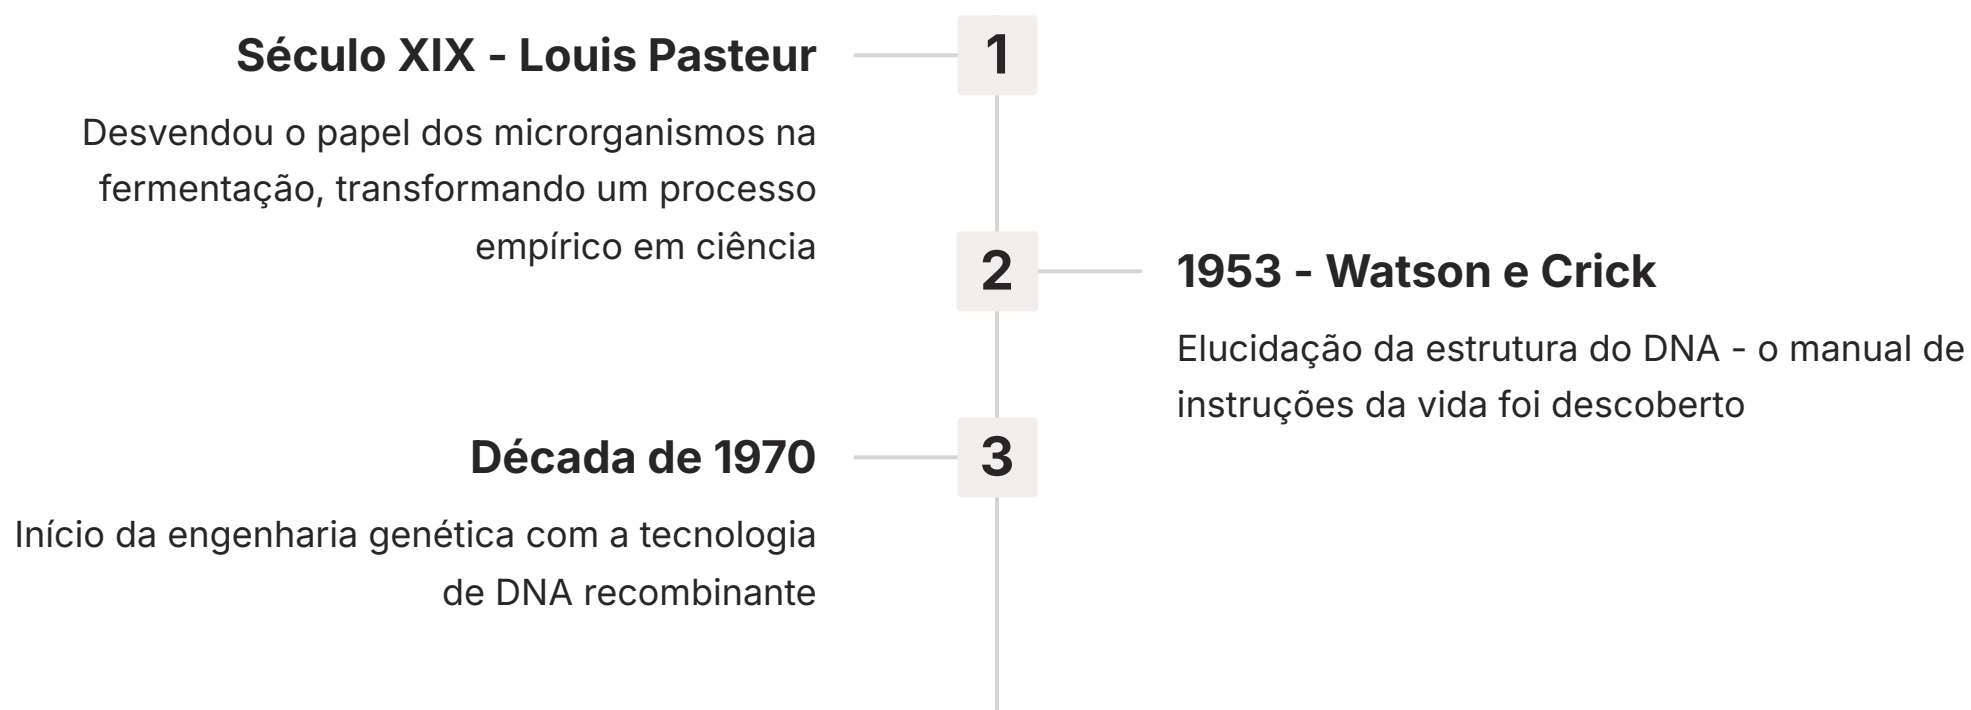 1
Século XIX - Louis Pasteur
Desvendou o papel dos microrganismos na
fermentação, transformando um processo
empírico em ciência
2
1953 - Watson e Crick
Elucidação da estrutura do DNA - o manual de
instruções da vida foi descoberto
3
Década de 1970
Início da engenharia genética com a tecnologia
de DNA recombinante